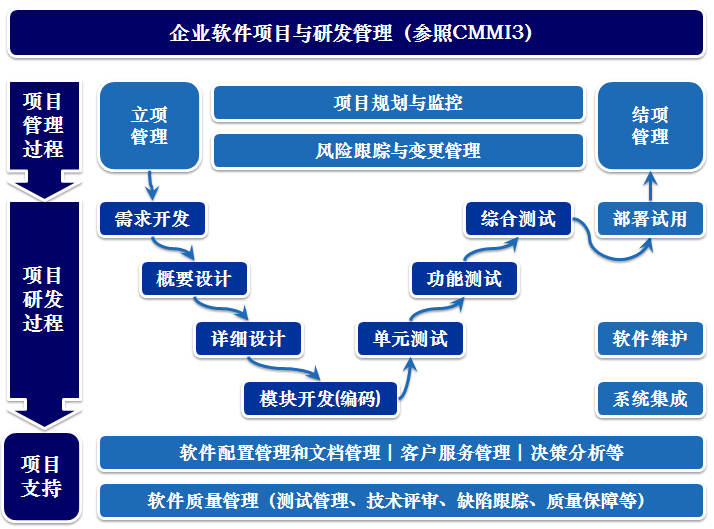 企业软件项目与研发管理（参照CMMI3）
项目
管理
过程
立项
管理
项目规划与监控
风险跟踪与变更管理
结项
管理
项目
研发
过程
需求开发
概要设计
详细设计
模块开发(编码)
单元测试
功能测试
综合测试
部署试用
软件维护
系统集成
项目
支持
软件配置管理和文档管理｜客户服务管理｜决策分析等
软件质量管理（测试管理、技术评审、缺陷跟踪、质量保障等）